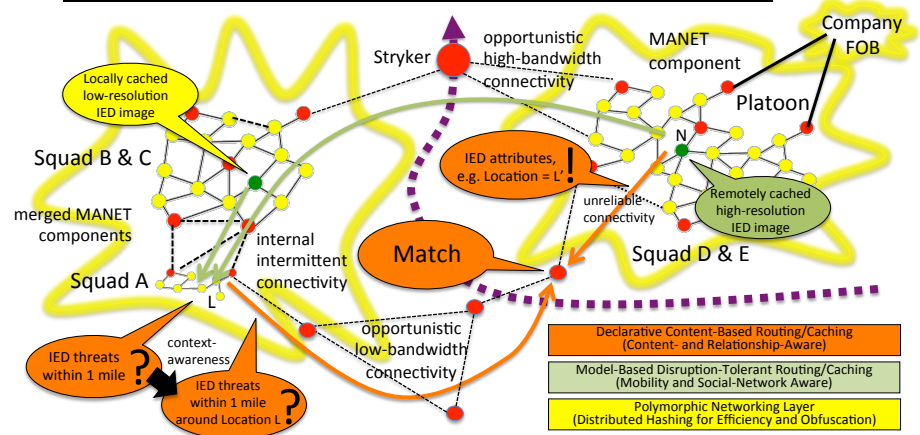 Company
FOB
Stryker
opportunistic
high-bandwidth
connectivity
MANET
component
Platoon
Locally cached
low-resolution
IED image
Squad B & C
N
IED attributes,
e.g. Location = L'
!
unreliable
connectivity
Remotely cached
high-resolution
IED image
merged MANET
components
Squad A
L
internal
intermittent
connectivity
Match
Squad D & E
opportunistic
low-bandwidth
connectivity
IED threats
within 1 mile
?
context-
awareness
IED threats
within 1 mile
around Location L
?
Declarative Content-Based Routing/Caching
(Content- and Relationship-Aware)
Model-Based Disruption-Tolerant Routing/Caching
(Mobility and Social-Network Aware)
Polymorphic Networking Layer
(Distributed Hashing for Efficiency and Obfuscation)